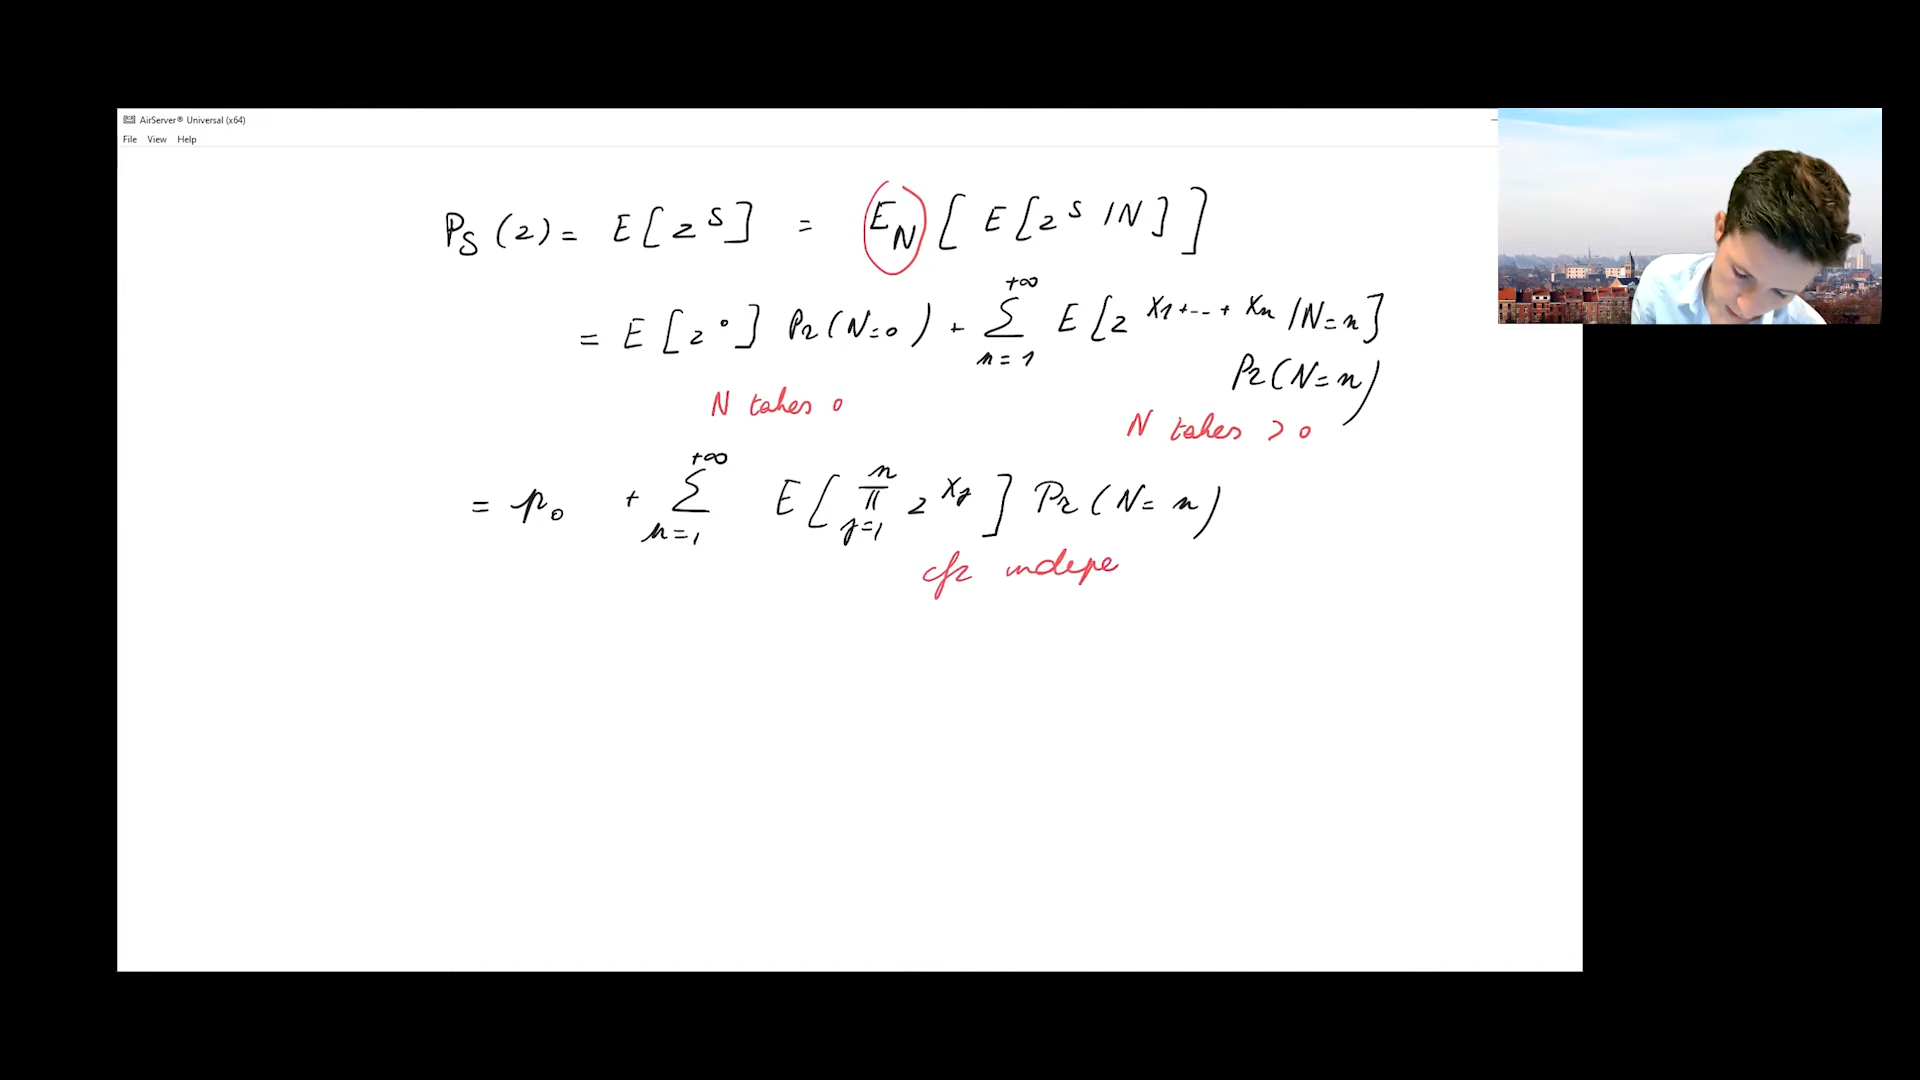 AirServer® Universal (x64)
File View Help
P_S (z) = E[z^S] = E_N [E[z^S | N]]
= E[z^0] Pr(N=0) + Σ_{n=1}^{+∞} E[z^{X_1+...+X_n} | N=n]
Pr(N=n)
N takes 0
N takes > 0
= p_0 + Σ_{n=1}^{+∞} E[π_{j=1}^{n} z^{X_j}] Pr(N=n)
cfr indepe